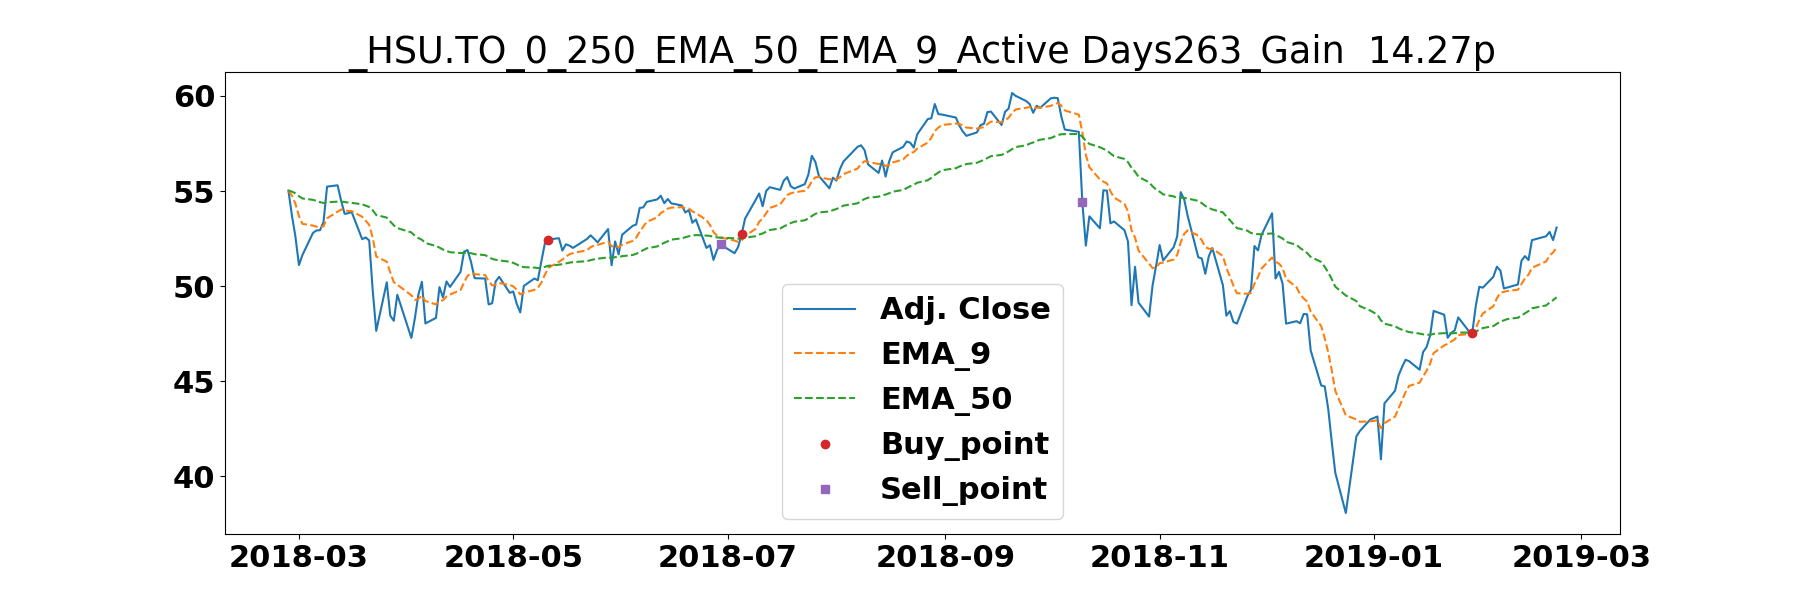 _HSU.TO_0_250_EMA_50_EMA_9_Active Days263_Gain  14.27p
60
55
50
45
40
Adj. Close
EMA_9
EMA_50
Buy_point
Sell_point
2018-03 2018-05 2018-07 2018-09 2018-11 2019-01 2019-03